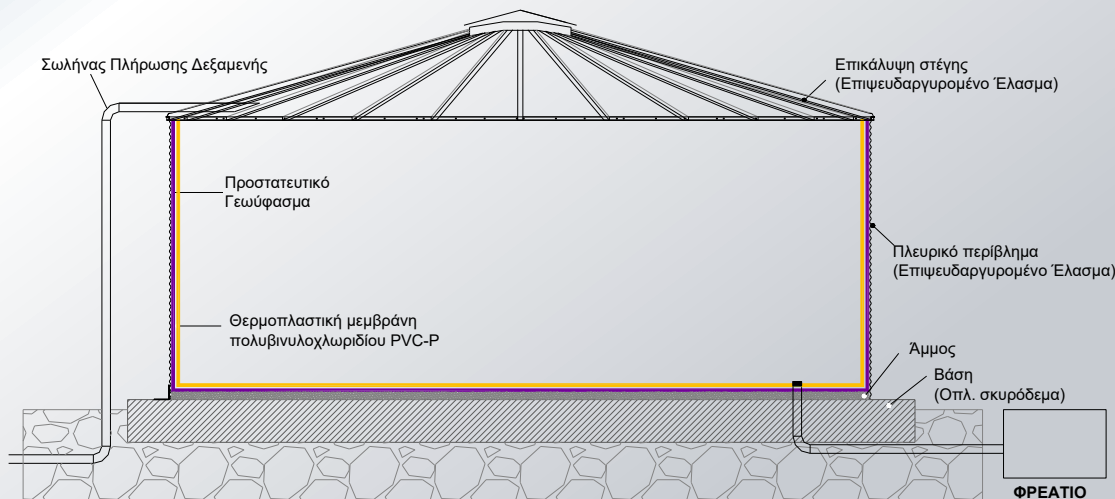 Σωλήνας Πλήρωσης Δεξαμενής
Επικάλυψη στέγης
(Επιψευδαργυρομένο Έλασμα)
Προστατευτικό
Γεωύφασμα
Πλευρικό περίβλημα
(Επιψευδαργυρομένο Έλασμα)
Θερμοπλαστική μεμβράνη
πολυβινυλοχλωριδίου PVC-P
Άμμος
Βάση
(Οπλ. σκυρόδεμα)
ΦΡΕΑΤΙΟ